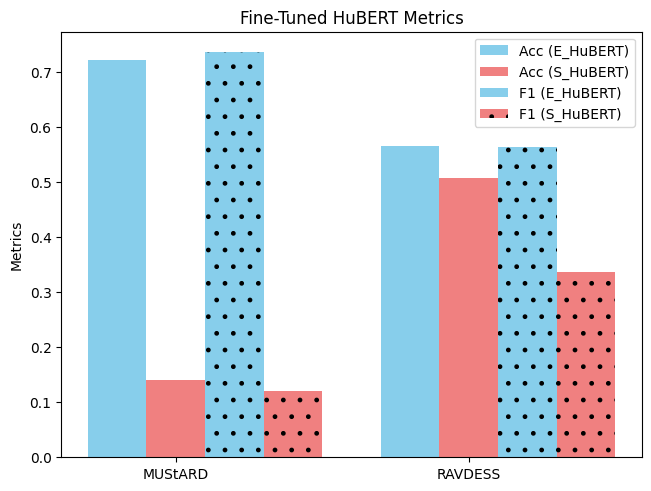 Fine-Tuned HuBERT Metrics
Acc (E_HuBERT)
Acc (S_HuBERT)
F1 (E_HuBERT)
F1 (S_HuBERT)
Metrics
0.7
0.6
0.5
0.4
0.3
0.2
0.1
0.0
MUStARD
RAVDESS